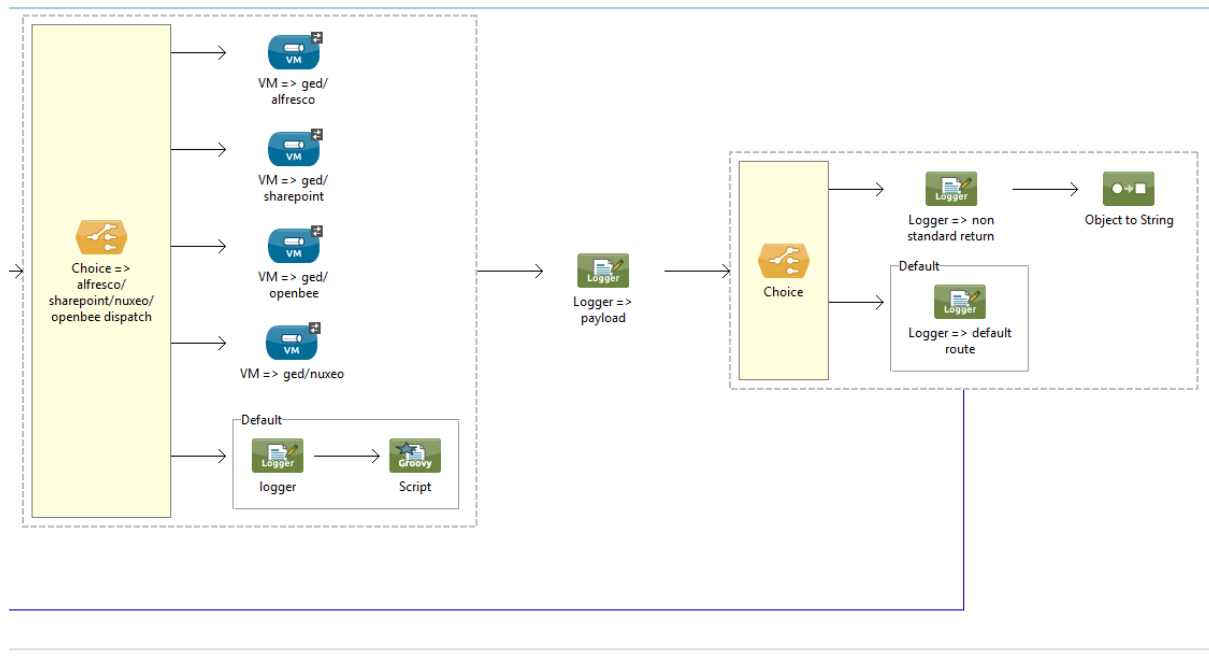 Choice =>
alfresco/
sharepoint/nuxeo/
openbee dispatch
VM
VM => ged/
alfresco
VM
VM => ged/
sharepoint
VM
VM => ged/
openbee
VM
VM => ged/nuxeo
Default
Logger
logger
Groovy
Script
Logger
Logger =>
payload
Choice
Logger
Logger => non
standard return
Object to String
Default
Logger
Logger => default
route